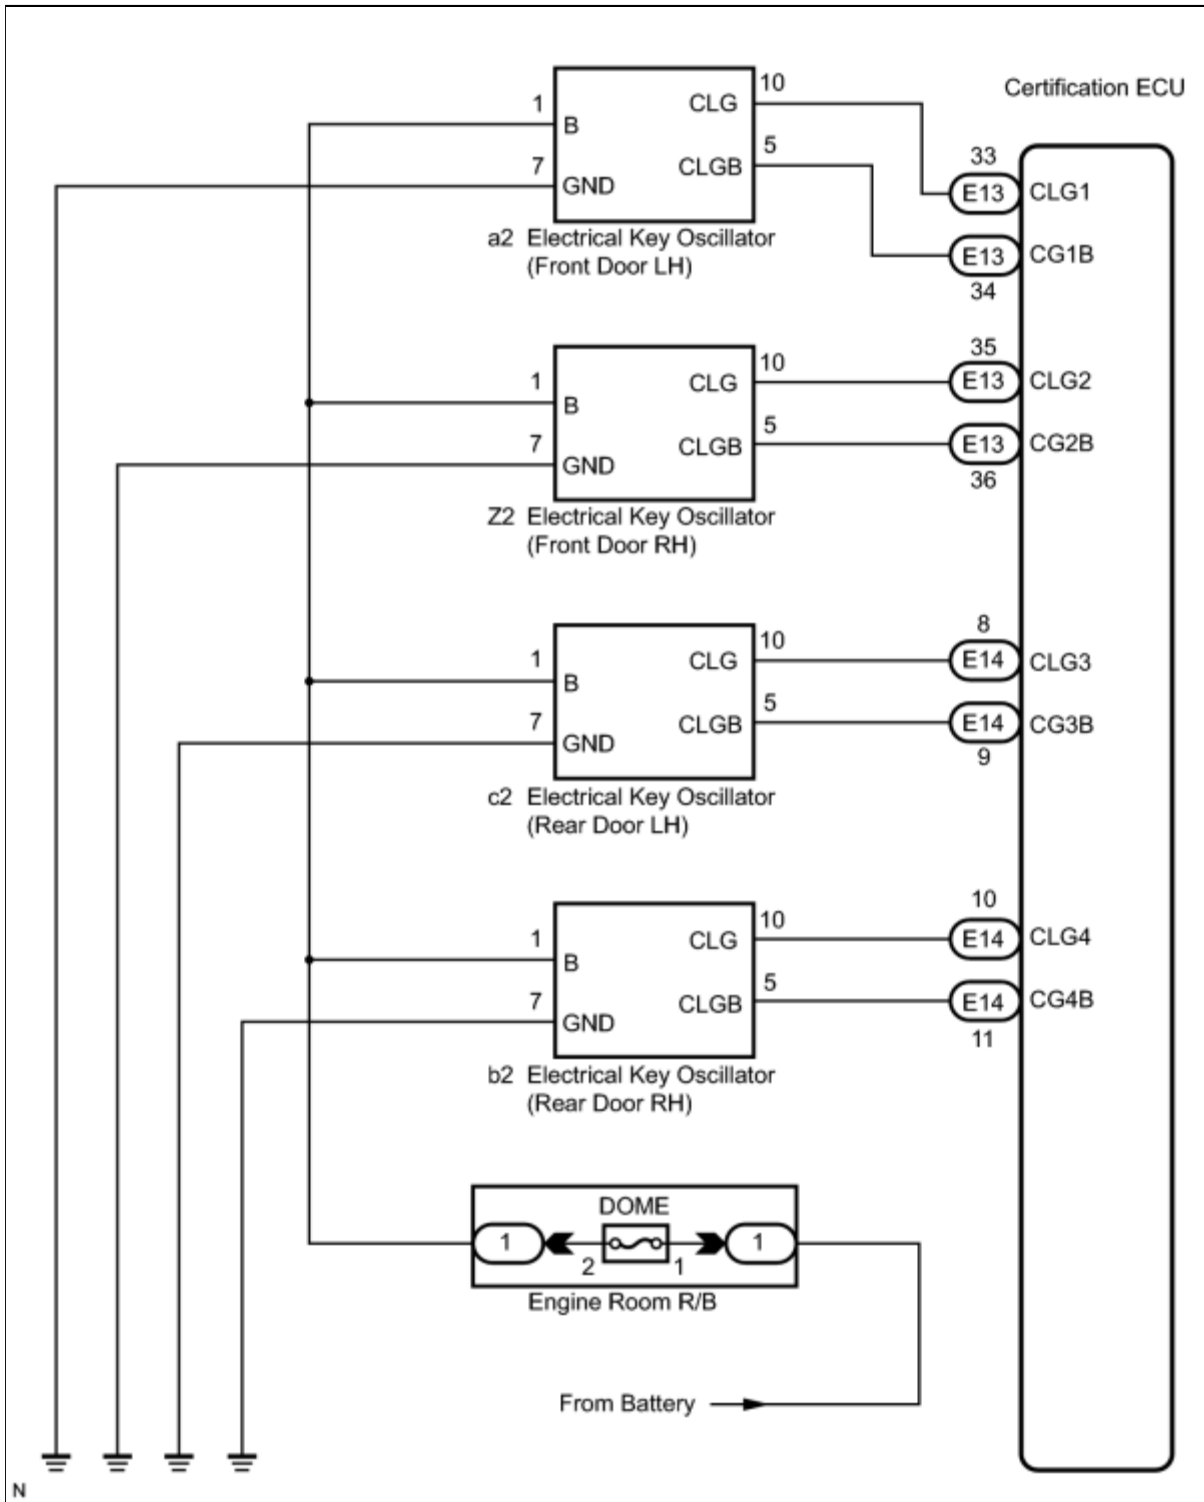 Certification ECU
1
B
CLG
10
7
GND
CLGB
5
33
E13
CLG1
E13
CG1B
34
a2 Electrical Key Oscillator
(Front Door LH)
1
B
CLG
10
7
GND
CLGB
5
35
E13
CLG2
E13
CG2B
36
Z2 Electrical Key Oscillator
(Front Door RH)
1
B
CLG
10
7
GND
CLGB
5
8
E14
CLG3
E14
CG3B
9
c2 Electrical Key Oscillator
(Rear Door LH)
1
B
CLG
10
7
GND
CLGB
5
10
E14
CLG4
E14
CG4B
11
b2 Electrical Key Oscillator
(Rear Door RH)
DOME
1
2
1
1
Engine Room R/B
From Battery
N